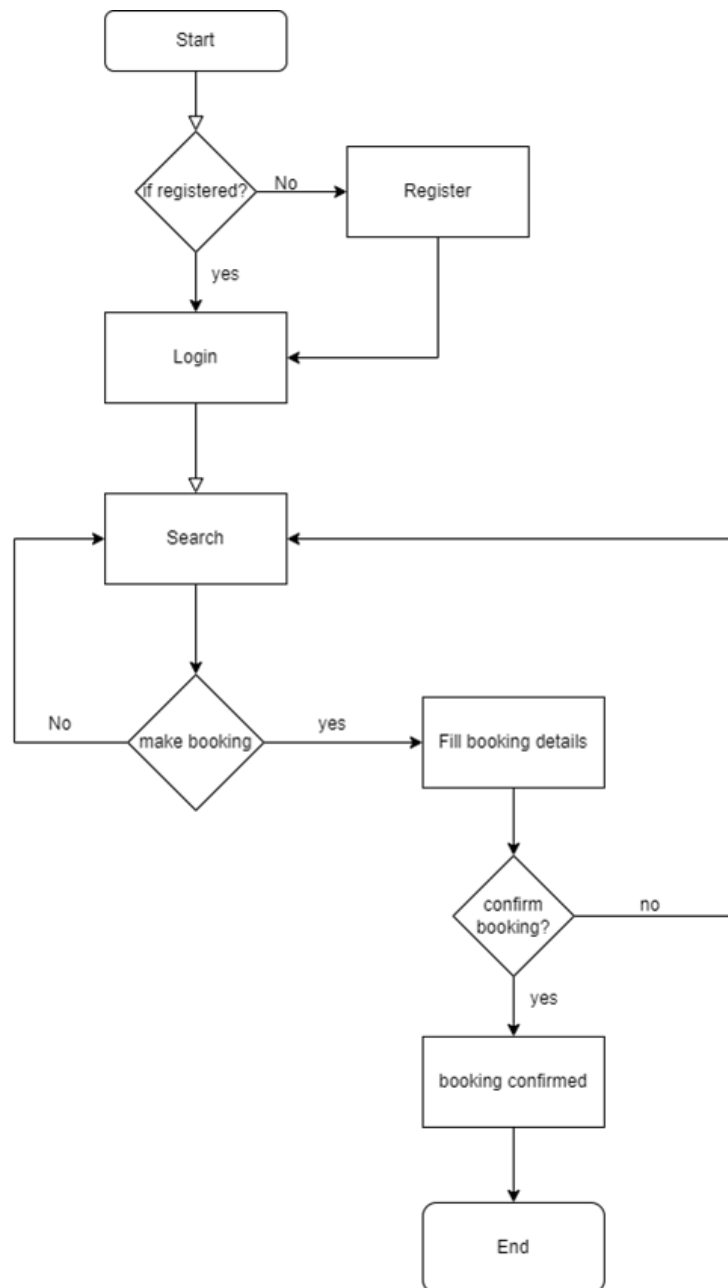 Start
if registered?
No
Register
yes
Login
Search
No
make booking
yes
Fill booking details
confirm
booking?
no
yes
booking confirmed
End